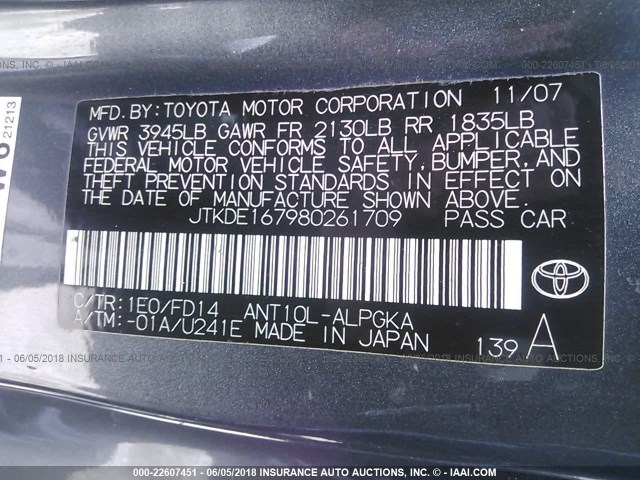 MFD.BY:TOYOTA MOTOR CORPORATION 11/07
GVWR 3945LB GAWR FR 2130LB RR 1835LB
THIS VEHICLE CONFORMS TO ALL APPLICABLE
FEDERAL MOTOR VEHICLE SAFETY, BUMPER, AND
THEFT PREVENTION STANDARDS IN EFFECT ON
THE DATE OF MANUFACTURE SHOWN ABOVE.
JTKDE167980261709 PASS CAR
C/TR:1E0/FD14 ANT10L-ALPGKA
A/TM:-01A/U241E MADE IN JAPAN 139 A
21213
000-22607451 - 06/05/2018 INSURANCE AUTO AUCTIONS - © - IAAI.COM